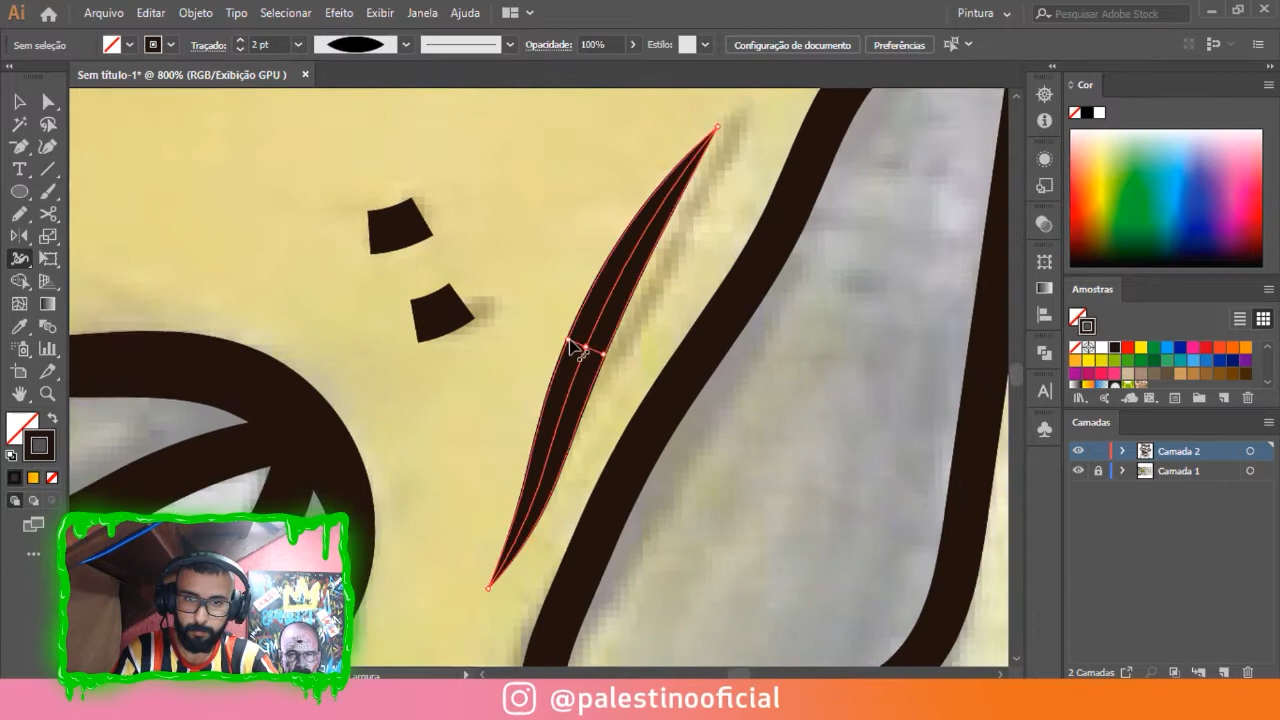 Ai
Arquivo Editar Objeto Tipo Selecionar Efeito Exibir Janela Ajuda
Pintura
Pesquisar Adobe Stock
Sem seleção
Traçado: 2 pt
Opacidade: 100%
Estilo:
Configuração de documento
Preferências
Sem título-1* @ 800% (RGB/Exibição GPU )
Cor
Amostras
Camadas
Camada 2
Camada 1
2 Camadas
@palestinooficial